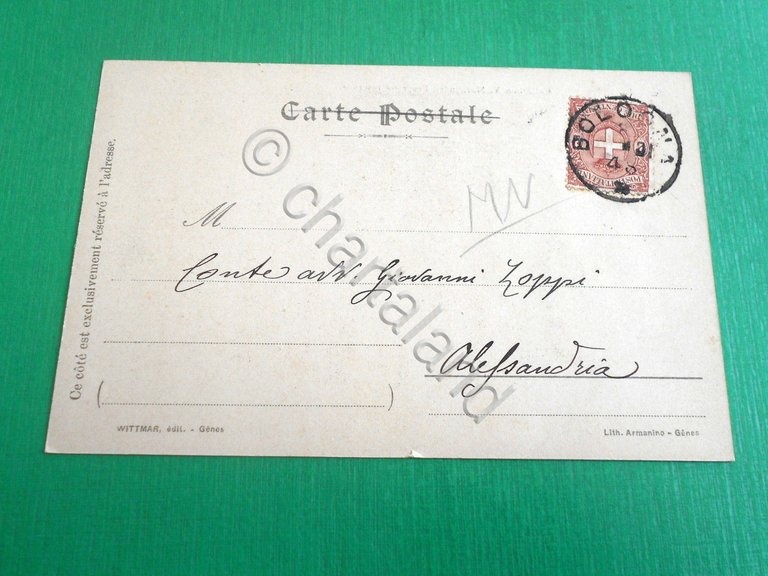 Carte Postale
BOLOGNA
MN
M
Conte avv. Giovanni Zoppi
Alessandria
Ce côté est exclusivement réservé à l'adresse.
WITTMAR, édit. - Gênes
Lith. Armanino - Gênes
© chartaland